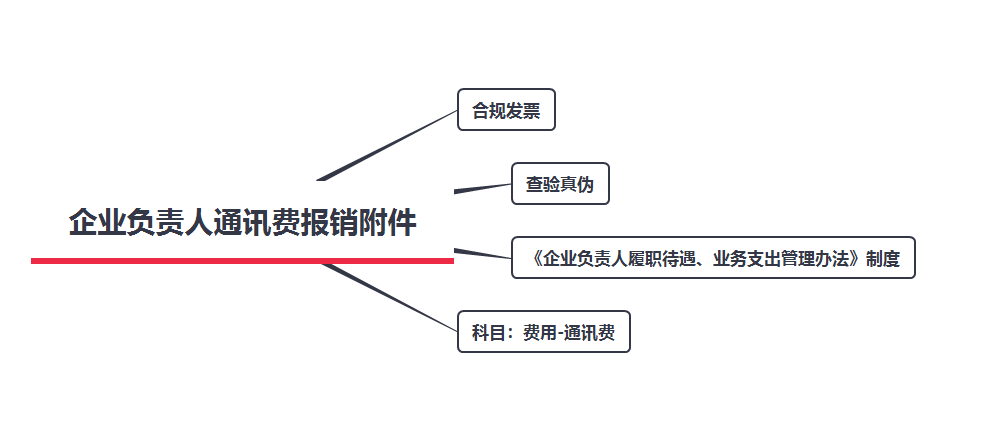 合规发票
查验真伪
企业负责人通讯费报销附件
《企业负责人履职待遇、业务支出管理办法》制度
科目：费用-通讯费